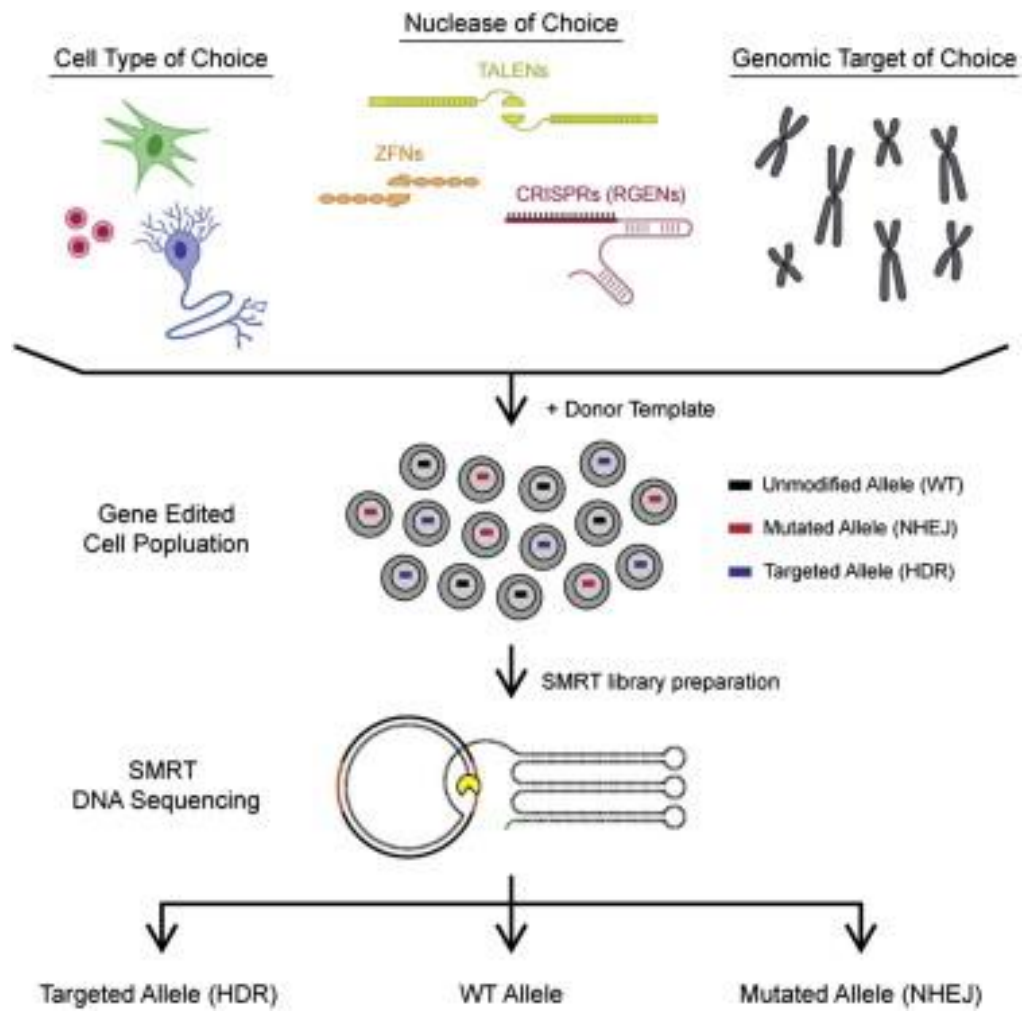 Cell Type of Choice
Nuclease of Choice
Genomic Target of Choice
TALENs
ZFNs
CRISPRs (RGENs)
+ Donor Template
Gene Edited
Cell Popluation
Unmodified Allele (WT)
Mutated Allele (NHEJ)
Targeted Allele (HDR)
SMRT library preparation
SMRT
DNA Sequencing
Targeted Allele (HDR)
WT Allele
Mutated Allele (NHEJ)